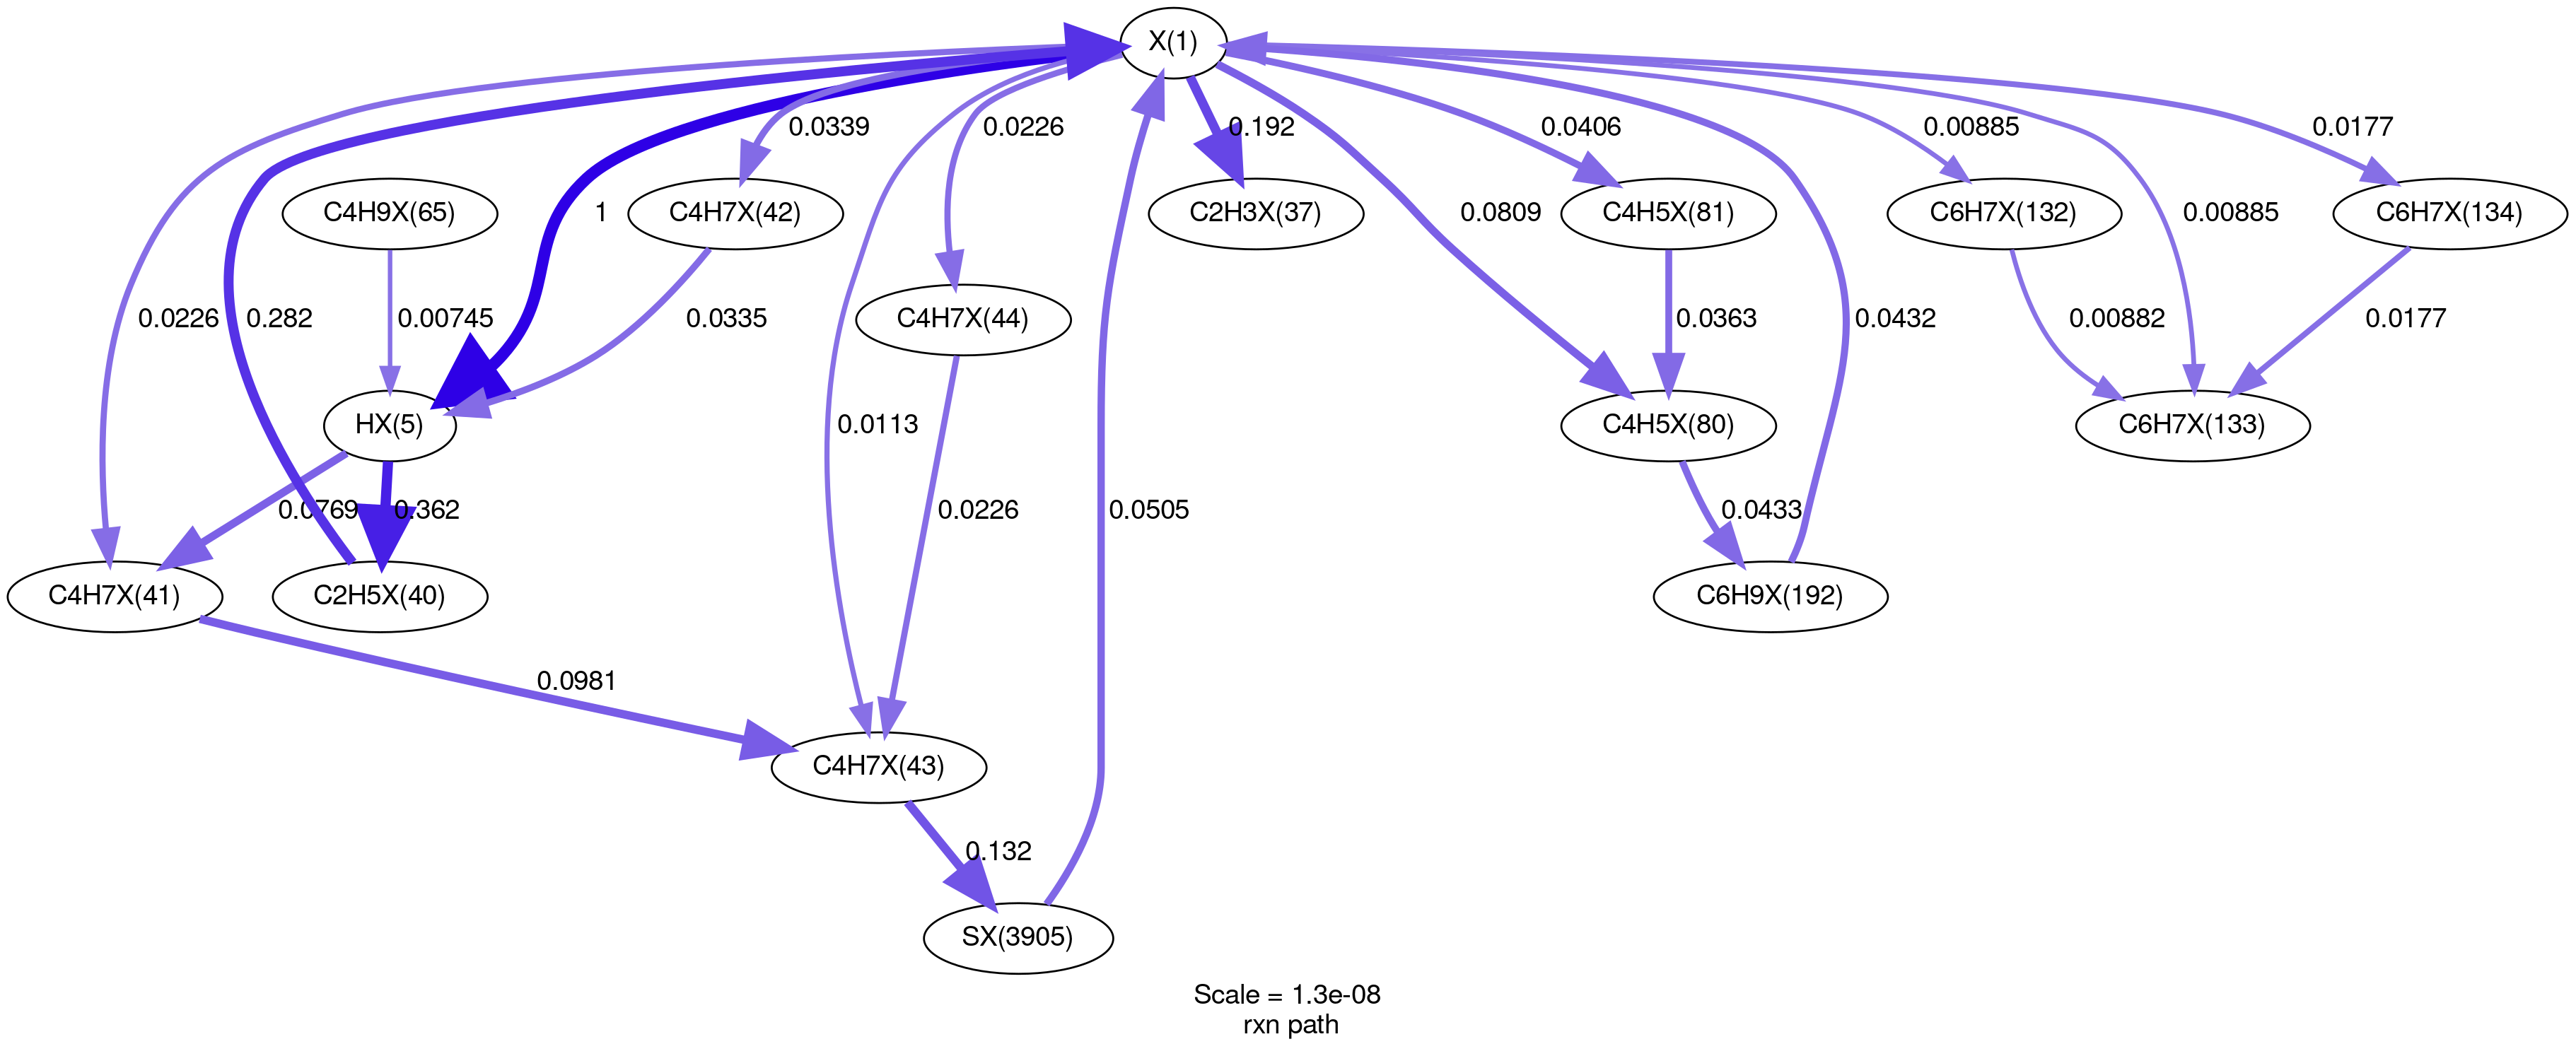 X(1)
0.0339
0.0226
0.192
0.0406
0.00885
0.0177
C4H9X(65)
1
C4H7X(42)
C2H3X(37)
0.0809
C4H5X(81)
C6H7X(132)
0.00885
C6H7X(134)
0.0226
0.282
0.00745
0.0335
C4H7X(44)
0.0363
0.0432
0.00882
0.0177
HX(5)
0.0113
C4H5X(80)
C6H7X(133)
0.0769
0.362
0.0226
0.0505
0.0433
C4H7X(41)
C2H5X(40)
C6H9X(192)
0.0981
C4H7X(43)
0.132
SX(3905)
Scale = 1.3e-08
rxn path